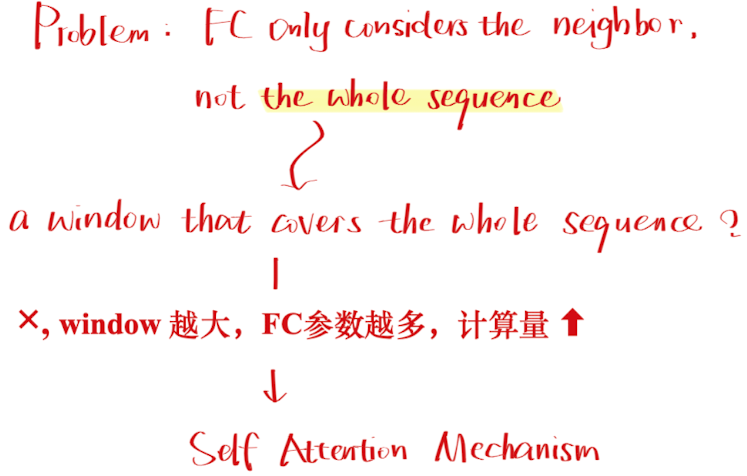 Problem: FC only considers the neighbor,
not the whole sequence
a window that covers the whole sequence?
×, window 越大，FC参数越多，计算量⬆
Self Attention Mechanism